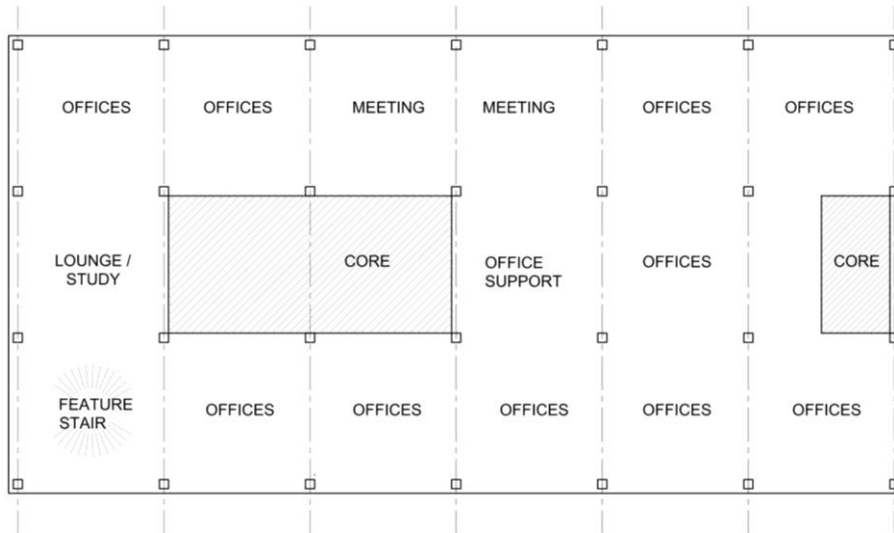 OFFICES
OFFICES
MEETING
MEETING
OFFICES
OFFICES
LOUNGE /
STUDY
CORE
OFFICE
SUPPORT
OFFICES
CORE
FEATURE
STAIR
OFFICES
OFFICES
OFFICES
OFFICES
OFFICES